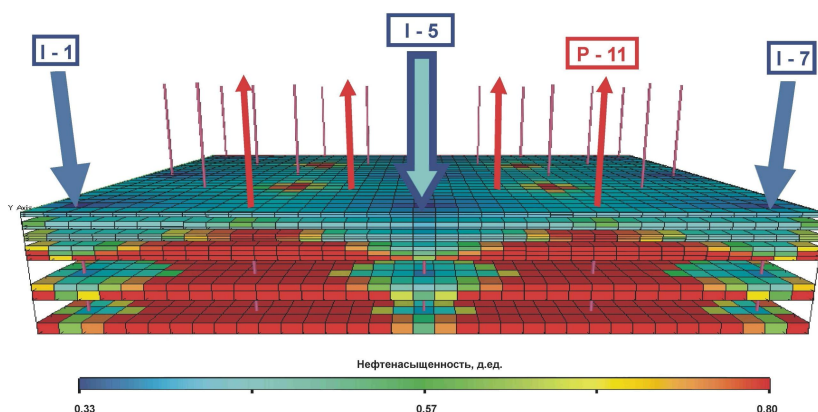 I - 1
I - 5
P - 11
I - 7
Y Axis
Нефтенасыщенность, д.ед.
0.33 0.57 0.80